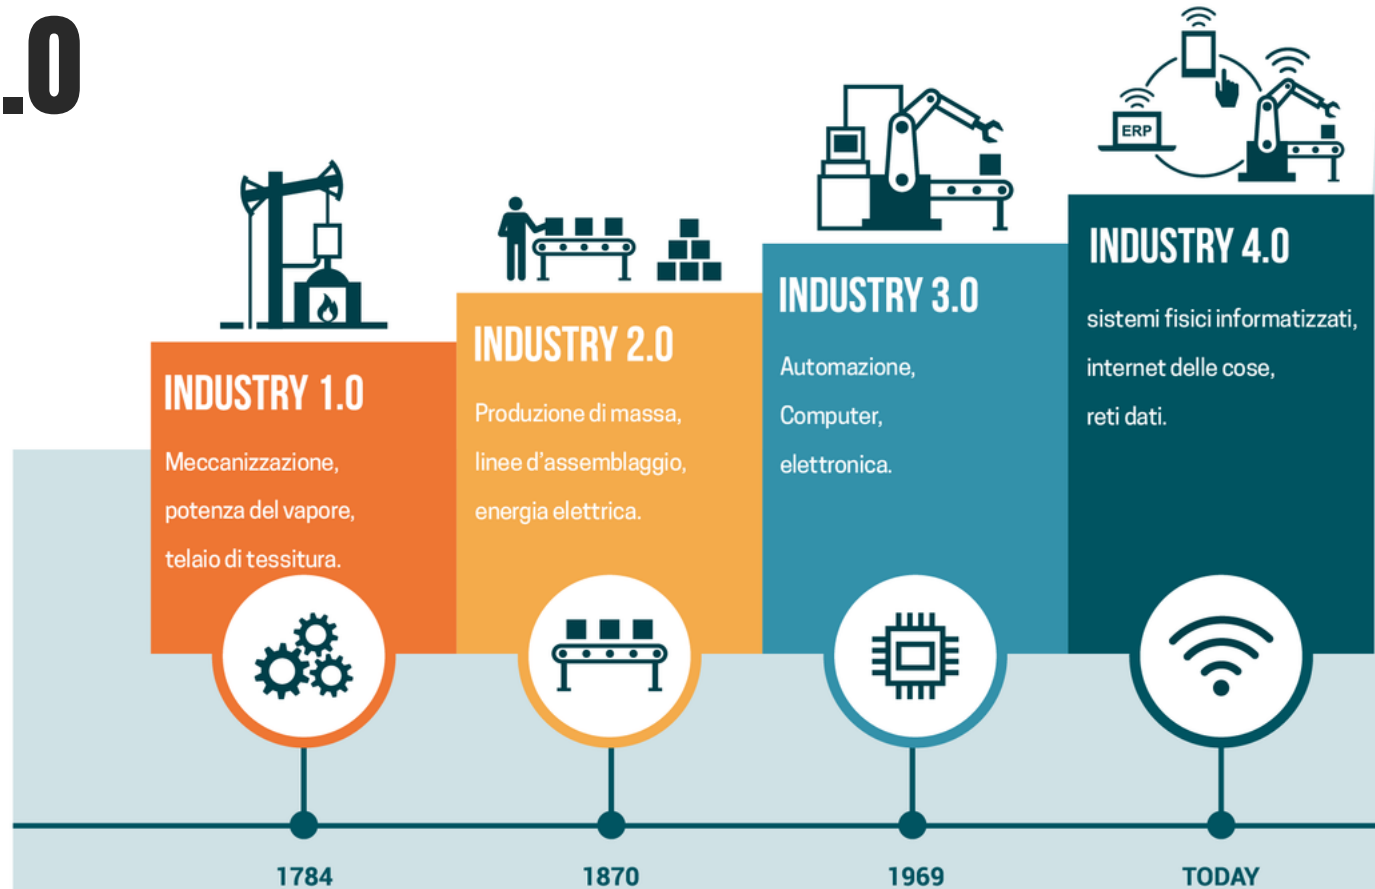 .0
ERP
INDUSTRY 1.0
Meccanizzazione,
potenza del vapore,
telaio di tessitura.
INDUSTRY 2.0
Produzione di massa,
linee d'assemblaggio,
energia elettrica.
INDUSTRY 3.0
Automazione,
Computer,
elettronica.
INDUSTRY 4.0
sistemi fisici informatizzati,
internet delle cose,
reti dati.
1784
1870
1969
TODAY